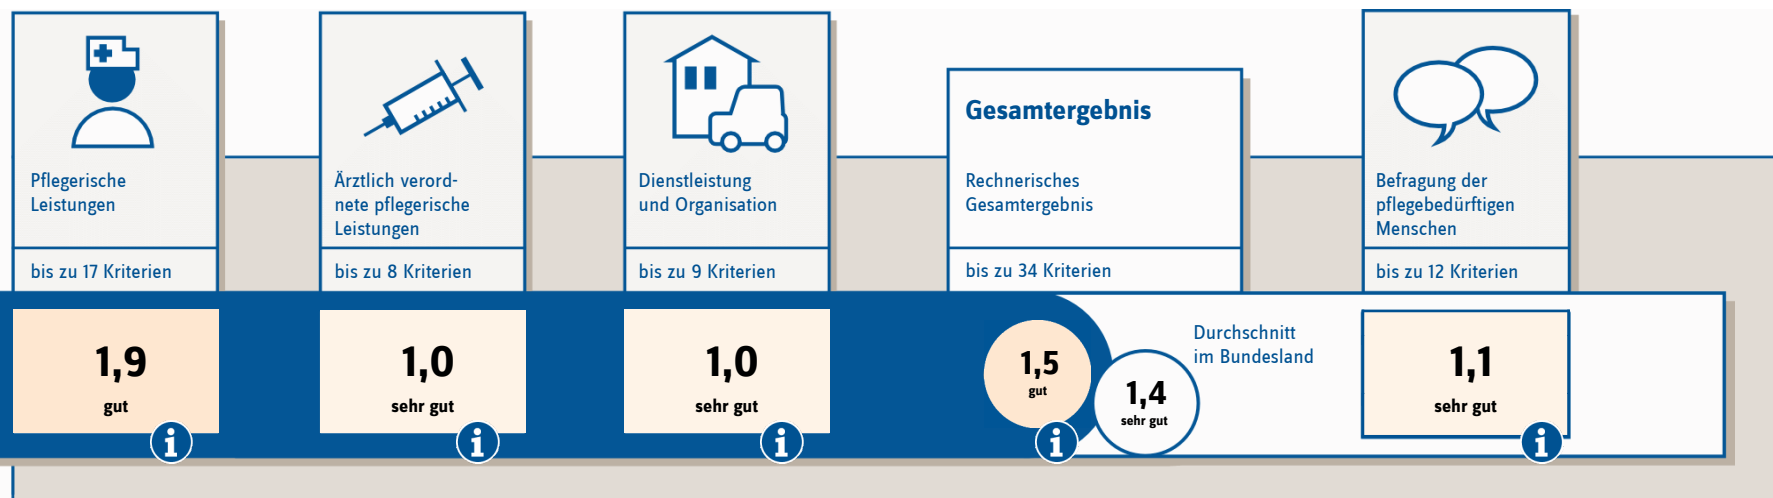 Pflegerische
Leistungen
bis zu 17 Kriterien
1,9
gut
i
Ärztlich verord-
nete pflegerische
Leistungen
bis zu 8 Kriterien
1,0
sehr gut
i
Dienstleistung
und Organisation
bis zu 9 Kriterien
1,0
sehr gut
i
Gesamtergebnis
Rechnerisches
Gesamtergebnis
bis zu 34 Kriterien
1,5
gut
i
1,4
sehr gut
Durchschnitt
im Bundesland
Befragung der
pflegebedürftigen
Menschen
bis zu 12 Kriterien
1,1
sehr gut
i